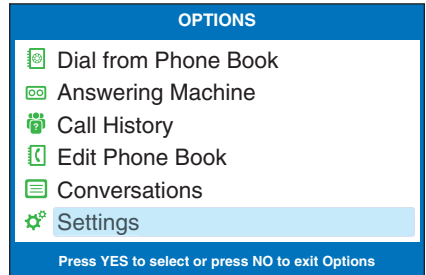 OPTIONS
Dial from Phone Book
Answering Machine
Call History
Edit Phone Book
Conversations
Settings
Press YES to select or press NO to exit Options